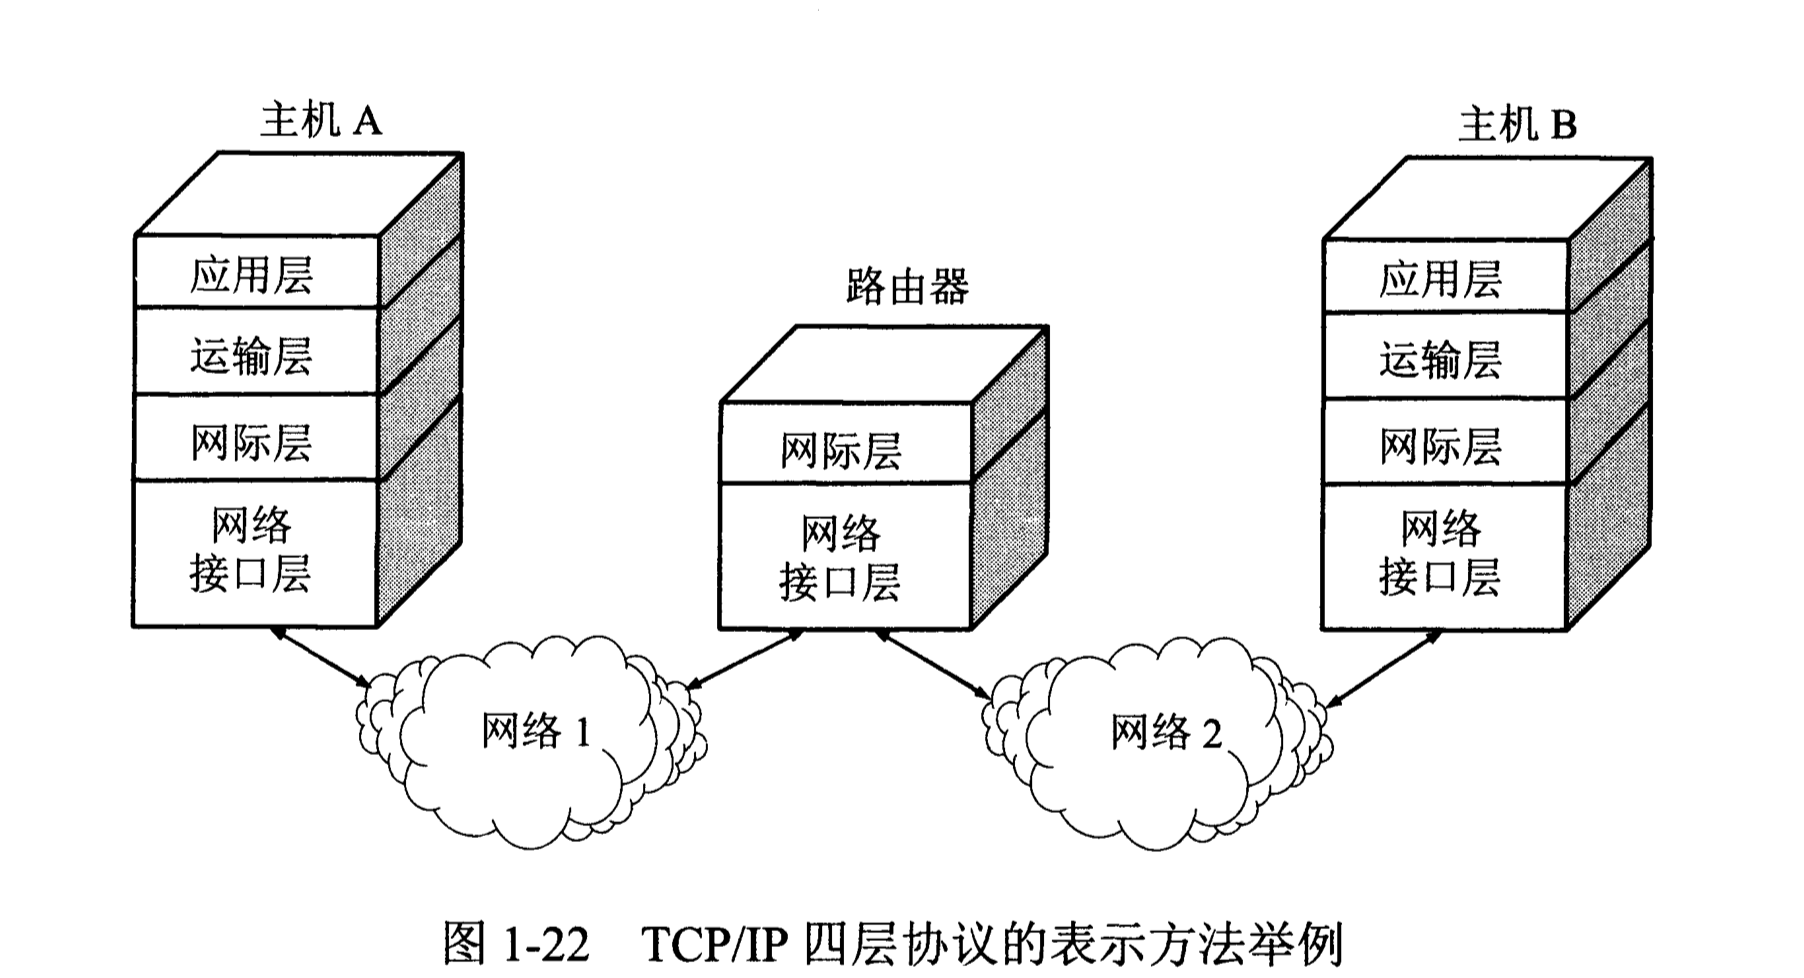 主机 A
应用层
运输层
网际层
网络
接口层
路由器
网际层
网络
接口层
主机 B
应用层
运输层
网际层
网络
接口层
网络 1
网络 2
图 1-22 TCP/IP 四层协议的表示方法举例